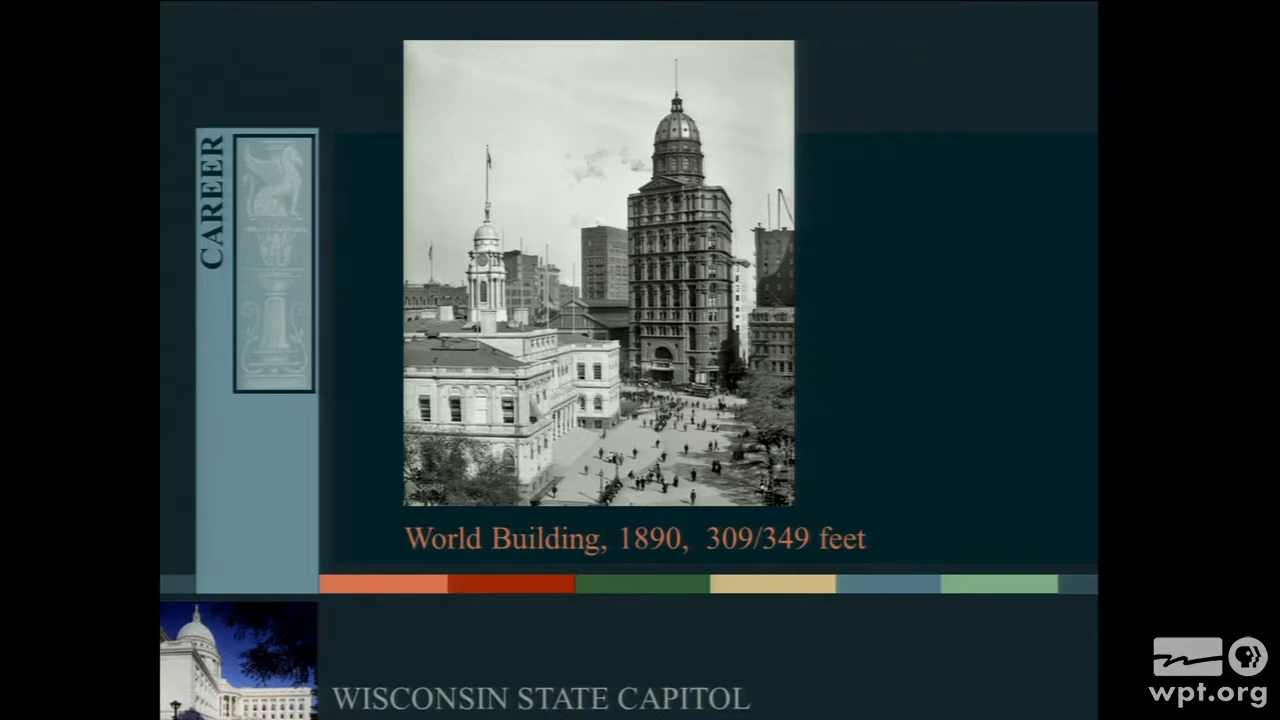 CAREER
World Building, 1890, 309/349 feet
WISCONSIN STATE CAPITOL
wpt.org